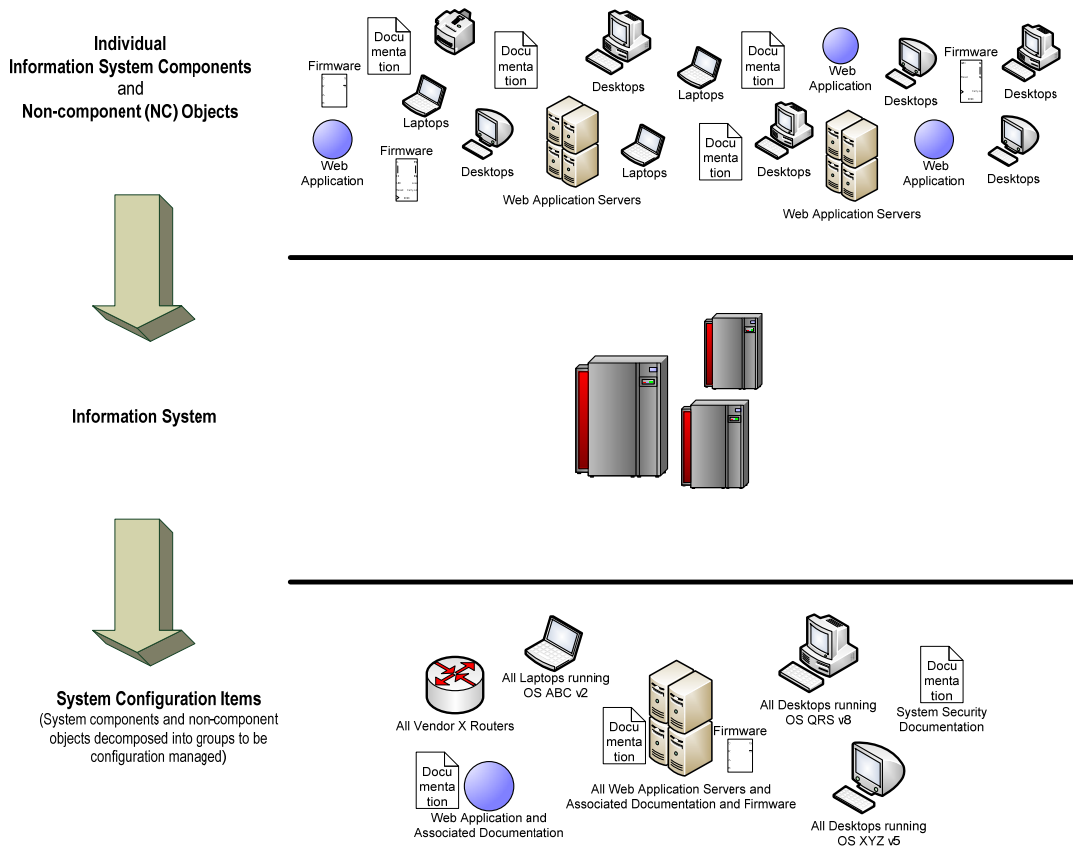 Individual
Information System Components
and
Non-component (NC) Objects
Firmware
Docu
menta
tion
Docu
menta
tion
Desktops
Laptops
Docu
menta
tion
Web
Application
Desktops
Firmware
Desktops
Web
Application
Laptops
Firmware
Desktops
Web Application Servers
Laptops
Docu
menta
tion
Desktops
Web Application Servers
Web
Application
Desktops
Information System
System Configuration Items
(System components and non-component
objects decomposed into groups to be
configuration managed)
All Vendor X Routers
All Laptops running
OS ABC v2
Docu
menta
tion
Firmware
All Web Application Servers and
Associated Documentation and Firmware
All Desktops running
OS QRS v8
Docu
menta
tion
System Security
Documentation
Docu
menta
tion
Web Application and
Associated Documentation
All Desktops running
OS XYZ v5